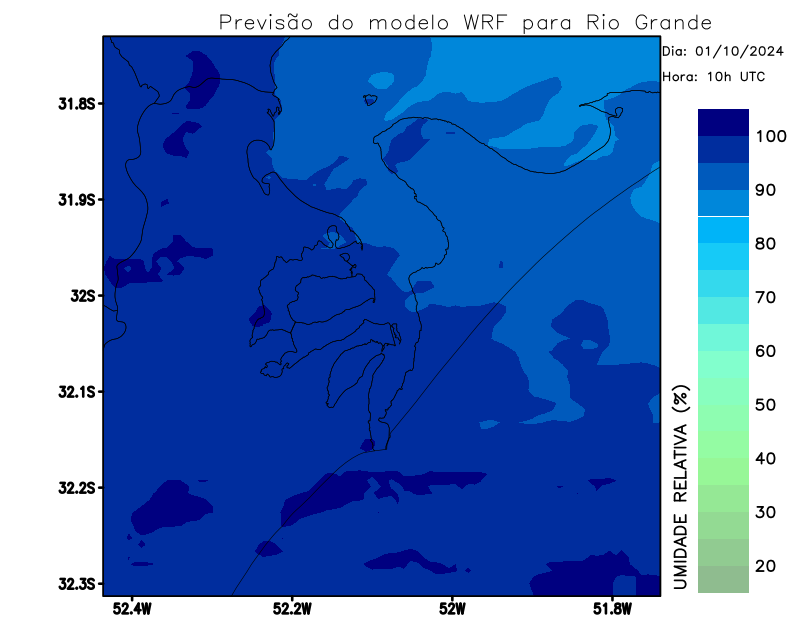 Previsão do modelo WRF para Rio Grande
Dia: 01/10/2024
Hora: 10h UTC
31.8S
31.9S
32S
32.1S
32.2S
32.3S
52.4W
52.2W
52W
51.8W
100
90
80
70
60
50
40
30
20
UMIDADE RELATIVA (%)